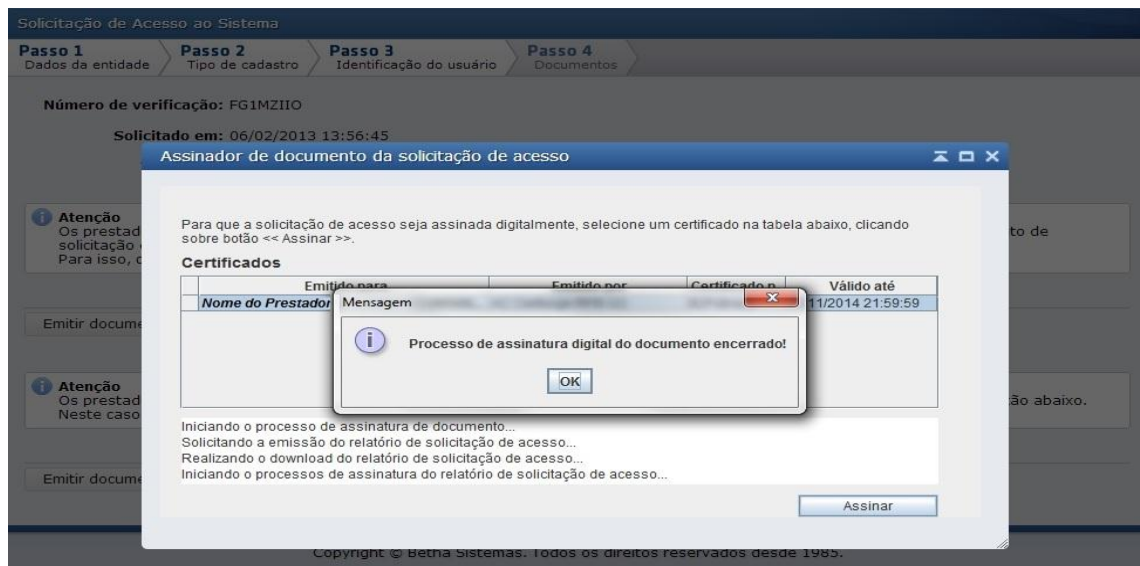 Solicitação de Acesso ao Sistema
Passo 1 Passo 2 Passo 3 Passo 4
Dados da entidade Tipo de cadastro Identificação do usuário Documentos
Número de verificação: FG1MZIIO
Solicitado em: 06/02/2013 13:56:45
Assinador de documento da solicitação de acesso
Atenção
Os prestad
to de
solicitação
Para isso,
Para que a solicitação de acesso seja assinada digitalmente, selecione um certificado na tabela abaixo, clicando
sobre botão << Assinar >>.
Certificados
Emitido para Emitido por Certificado n Válido até
Nome do Prestador 11/2014 21:59:59
Mensagem
Processo de assinatura digital do documento encerrado!
OK
Emitir docume
Atenção
Os prestad
ão abaixo.
Neste caso
Iniciando o processo de assinatura de documento...
Solicitando a emissão do relatório de solicitação de acesso...
Realizando o download do relatório de solicitação de acesso...
Iniciando o processos de assinatura do relatório de solicitação de acesso...
Emitir docume
Assinar
Copyright © Betha Sistemas. Todos os direitos reservados desde 1985.